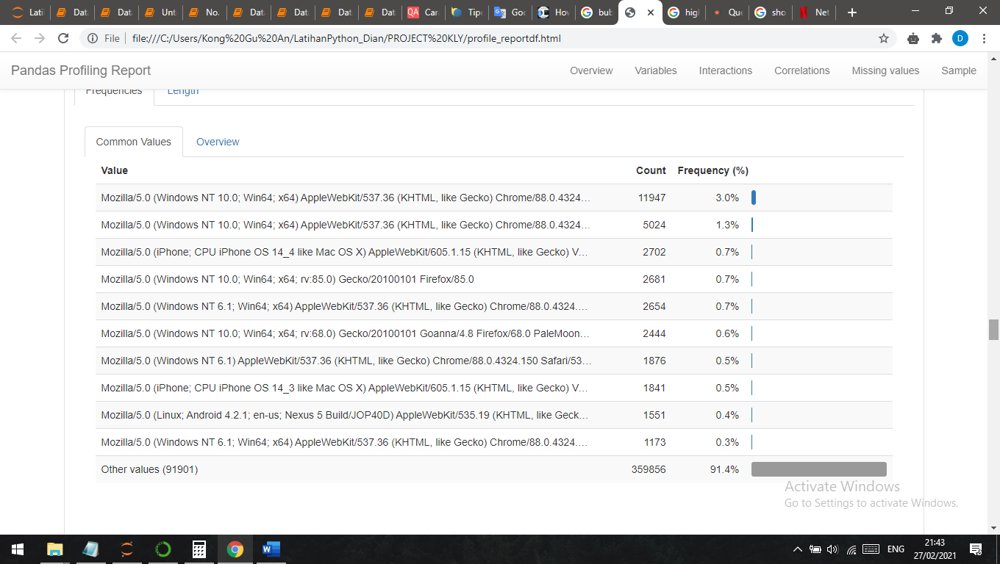 Lati
Data
Data
Unt
No.
Data
Data
Dat
Dat
QA Car
Tips
Goo
Hov
bub
higl
Que
sho
Net
File file:///C:/Users/Kong%20Gu%20An/LatihanPython_Dian/PROJECT%20KLY/profile_reportdf.html
D
Pandas Profiling Report Overview Variables Interactions Correlations Missing values Sample
Frequencies Length
Common Values Overview
Value Count Frequency (%)
Mozilla/5.0 (Windows NT 10.0; Win64; x64) AppleWebKit/537.36 (KHTML, like Gecko) Chrome/88.0.4324… 11947 3.0%
Mozilla/5.0 (Windows NT 10.0; Win64; x64) AppleWebKit/537.36 (KHTML, like Gecko) Chrome/88.0.4324… 5024 1.3%
Mozilla/5.0 (iPhone; CPU iPhone OS 14_4 like Mac OS X) AppleWebKit/605.1.15 (KHTML, like Gecko) V… 2702 0.7%
Mozilla/5.0 (Windows NT 10.0; Win64; x64; rv:85.0) Gecko/20100101 Firefox/85.0 2681 0.7%
Mozilla/5.0 (Windows NT 6.1; Win64; x64) AppleWebKit/537.36 (KHTML, like Gecko) Chrome/88.0.4324.… 2654 0.7%
Mozilla/5.0 (Windows NT 10.0; Win64; x64; rv:68.0) Gecko/20100101 Goanna/4.8 Firefox/68.0 PaleMoon… 2444 0.6%
Mozilla/5.0 (Windows NT 6.1) AppleWebKit/537.36 (KHTML, like Gecko) Chrome/88.0.4324.150 Safari/53… 1876 0.5%
Mozilla/5.0 (iPhone; CPU iPhone OS 14_3 like Mac OS X) AppleWebKit/605.1.15 (KHTML, like Gecko) V… 1841 0.5%
Mozilla/5.0 (Linux; Android 4.2.1; en-us; Nexus 5 Build/JOP40D) AppleWebKit/535.19 (KHTML, like Geck… 1551 0.4%
Mozilla/5.0 (Windows NT 6.1; Win64; x64) AppleWebKit/537.36 (KHTML, like Gecko) Chrome/88.0.4324.… 1173 0.3%
Other values (91901) 359856 91.4%
Activate Windows
Go to Settings to activate Windows.
ENG
21:43
27/02/2021